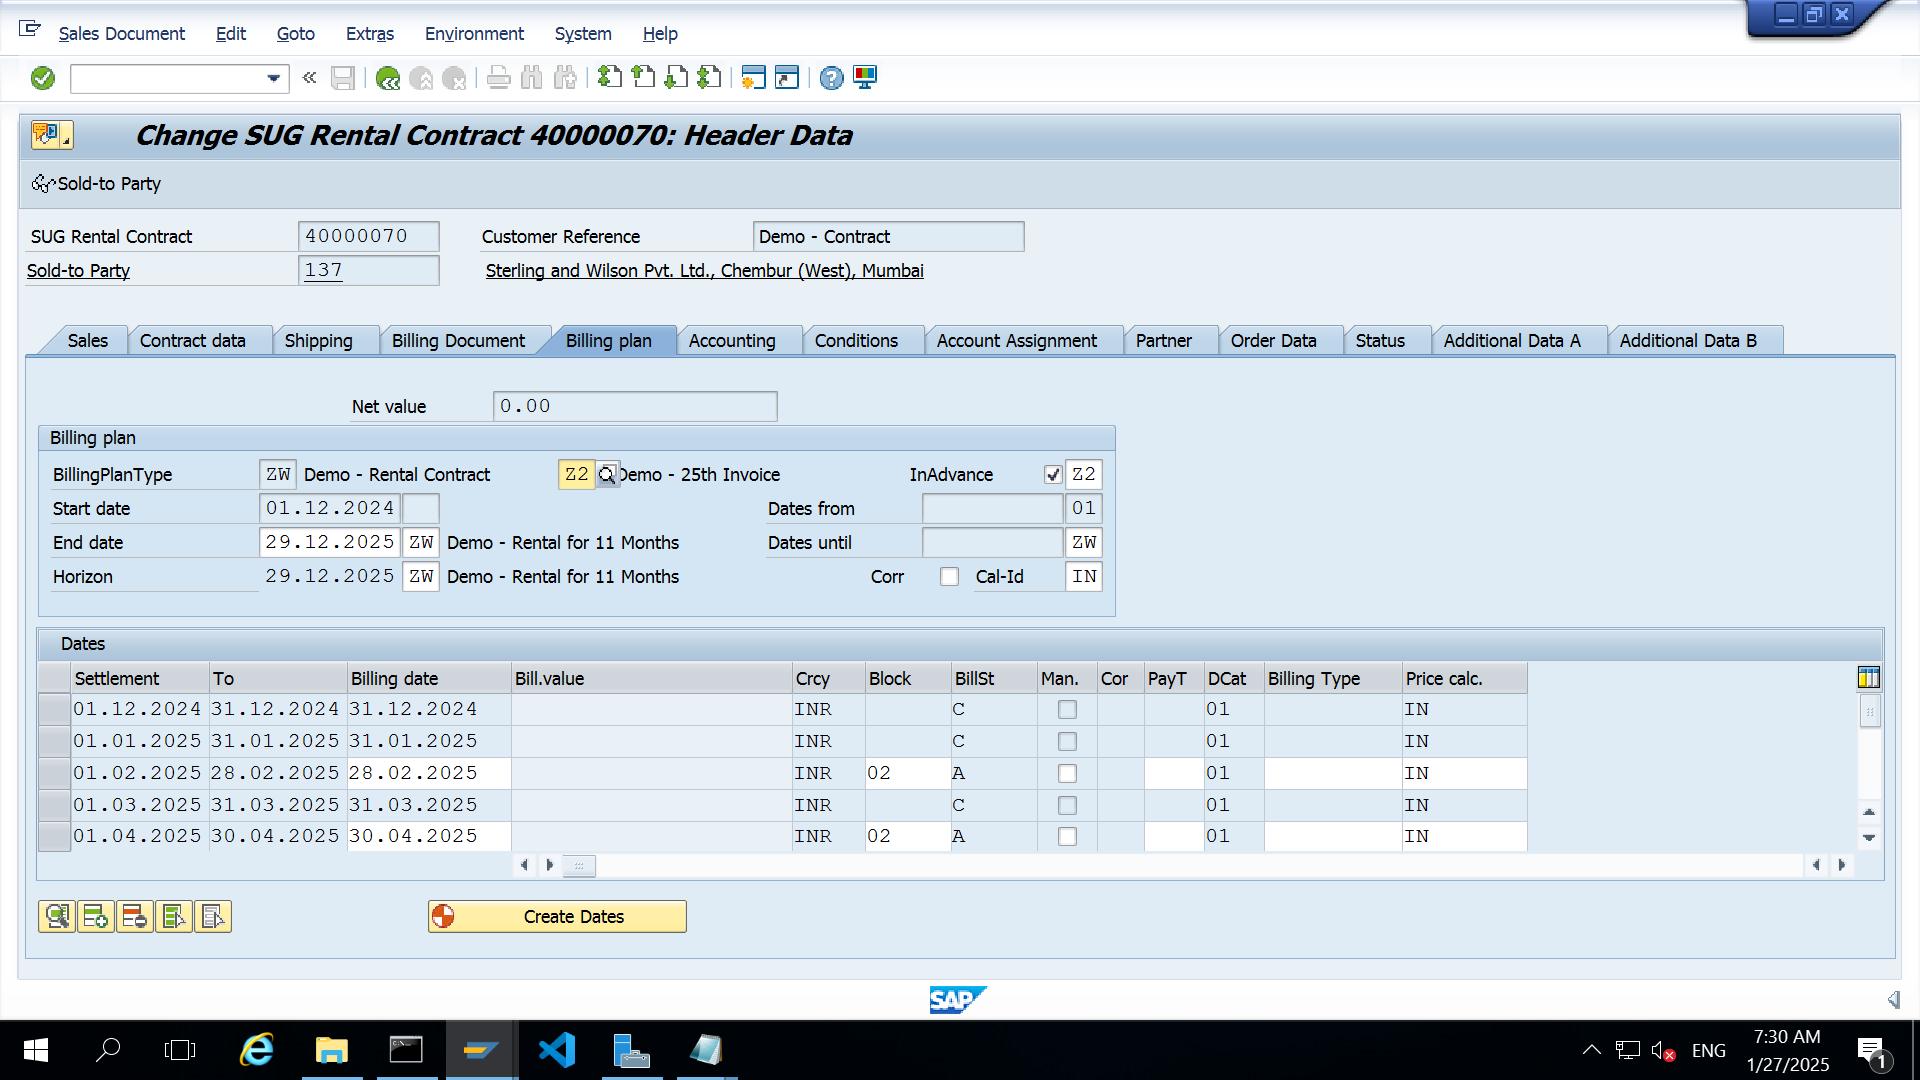 Sales Document Edit Goto Extras Environment System Help
Change SUG Rental Contract 40000070: Header Data
Sold-to Party
SUG Rental Contract 40000070 Customer Reference Demo - Contract
Sold-to Party 137 Sterling and Wilson Pvt. Ltd., Chembur (West), Mumbai
Sales Contract data Shipping Billing Document Billing plan Accounting Conditions Account Assignment Partner Order Data Status Additional Data A Additional Data B
Net value 0.00
Billing plan
BillingPlanType ZW Demo - Rental Contract Z2 Demo - 25th Invoice InAdvance Z2
Start date 01.12.2024 Dates from 01
End date 29.12.2025 ZW Demo - Rental for 11 Months Dates until ZW
Horizon 29.12.2025 ZW Demo - Rental for 11 Months Corr Cal-Id IN
Dates
Settlement To Billing date Bill.value Crcy Block BillSt Man. Cor PayT DCat Billing Type Price calc.
01.12.2024 31.12.2024 31.12.2024 INR C 01 IN
01.01.2025 31.01.2025 31.01.2025 INR C 01 IN
01.02.2025 28.02.2025 28.02.2025 INR 02 A 01 IN
01.03.2025 31.03.2025 31.03.2025 INR C 01 IN
01.04.2025 30.04.2025 30.04.2025 INR 02 A 01 IN
Create Dates
SAP
ENG
7:30 AM
1/27/2025
1